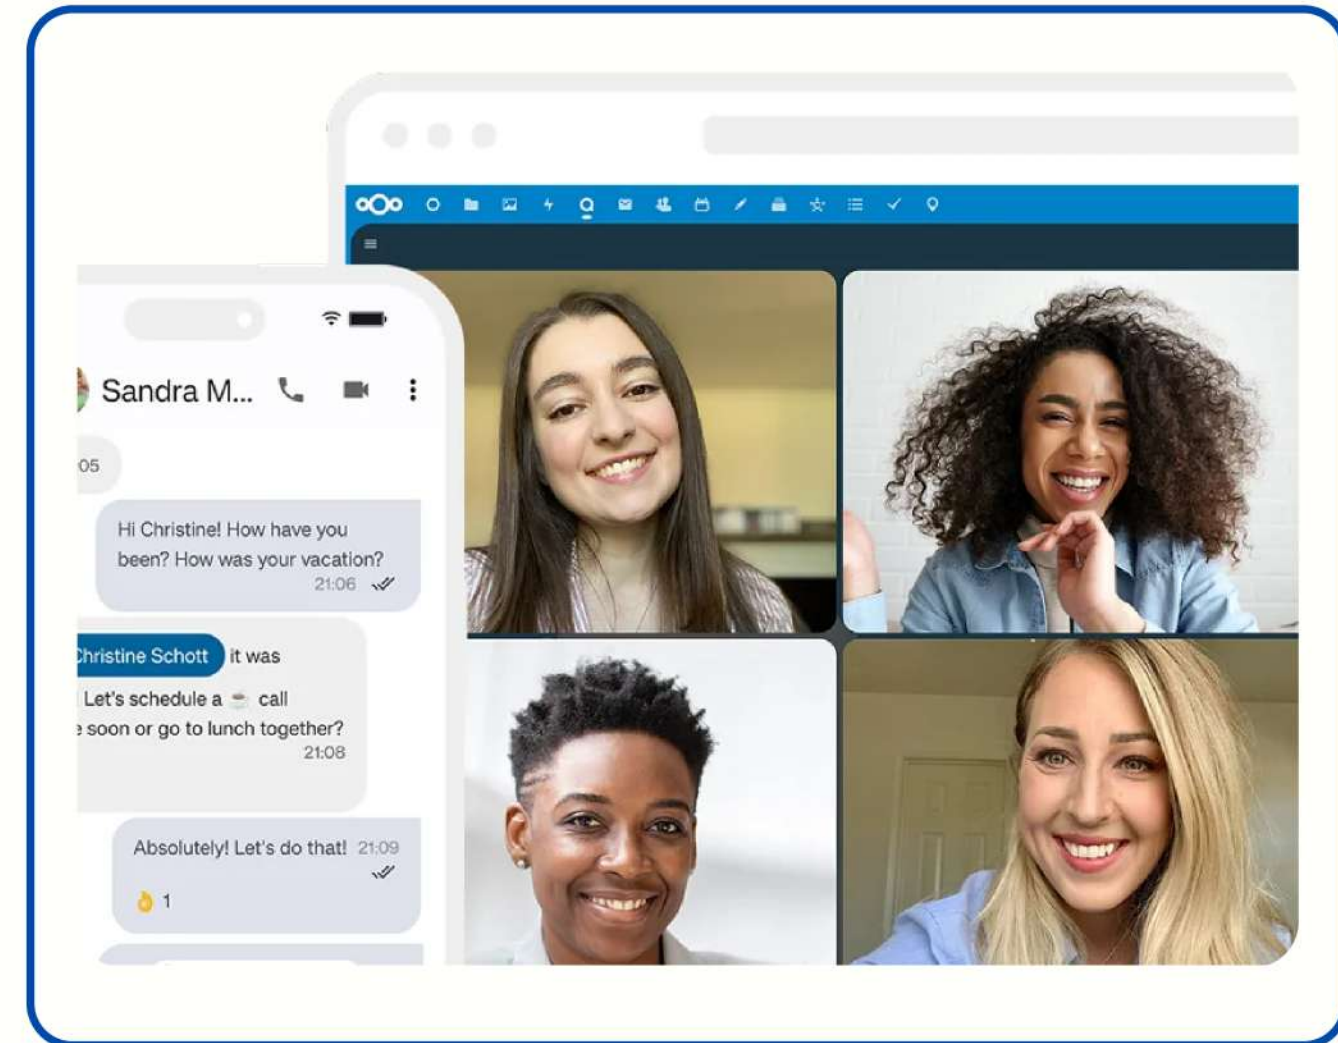 Sandra M...
05
Hi Christine! How have you
been? How was your vacation?
21:06
Christine Schott it was
Let's schedule a ☕ call
soon or go to lunch together?
21:08
Absolutely! Let's do that! 21:09
👌 1